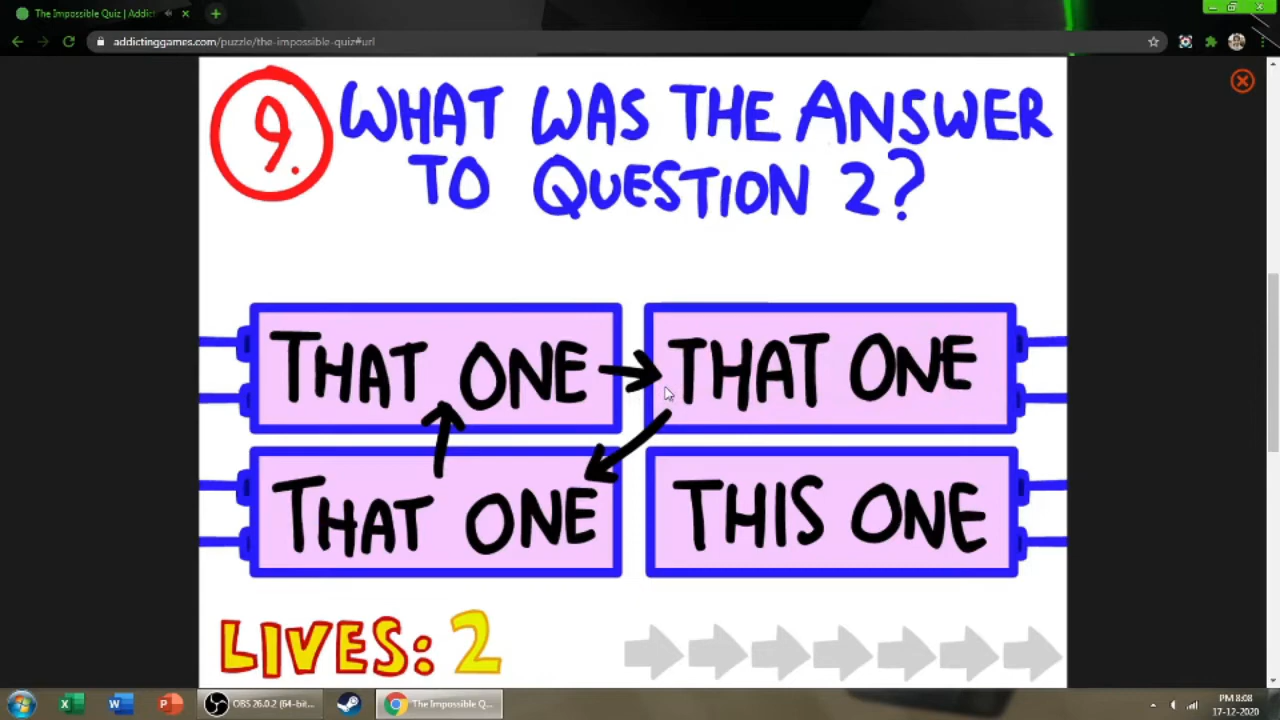 The Impossible Quiz | Addict
addictinggames.com/puzzle/the-impossible-quiz#url
9. WHAT WAS THE ANSWER
TO QUESTION 2?
THAT ONE THAT ONE
THAT ONE THIS ONE
LIVES: 2
OBS 26.0.2 (64-bit... The Impossible Q...
PM 8:08
17-12-2020